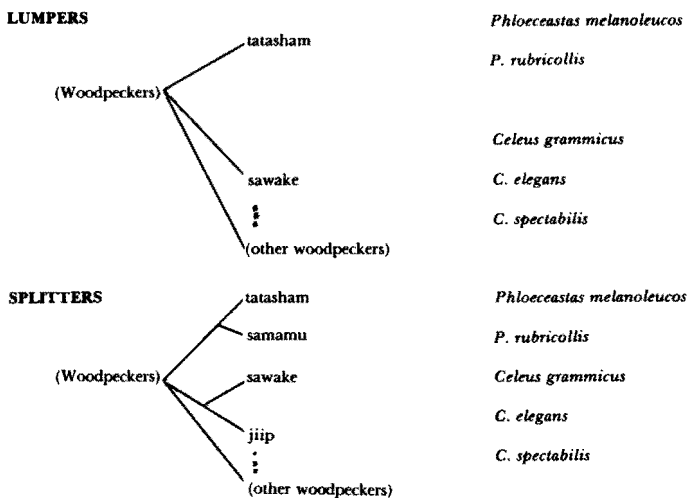 LUMPERS
tatasham
Phloeceastas melanoleucos
P. rubricollis
(Woodpeckers)
Celeus grammicus
sawake
C. elegans
C. spectabilis
(other woodpeckers)
SPLITTERS
tatasham
Phloeceastas melanoleucos
samamu
P. rubricollis
(Woodpeckers)
sawake
Celeus grammicus
C. elegans
jiip
C. spectabilis
(other woodpeckers)